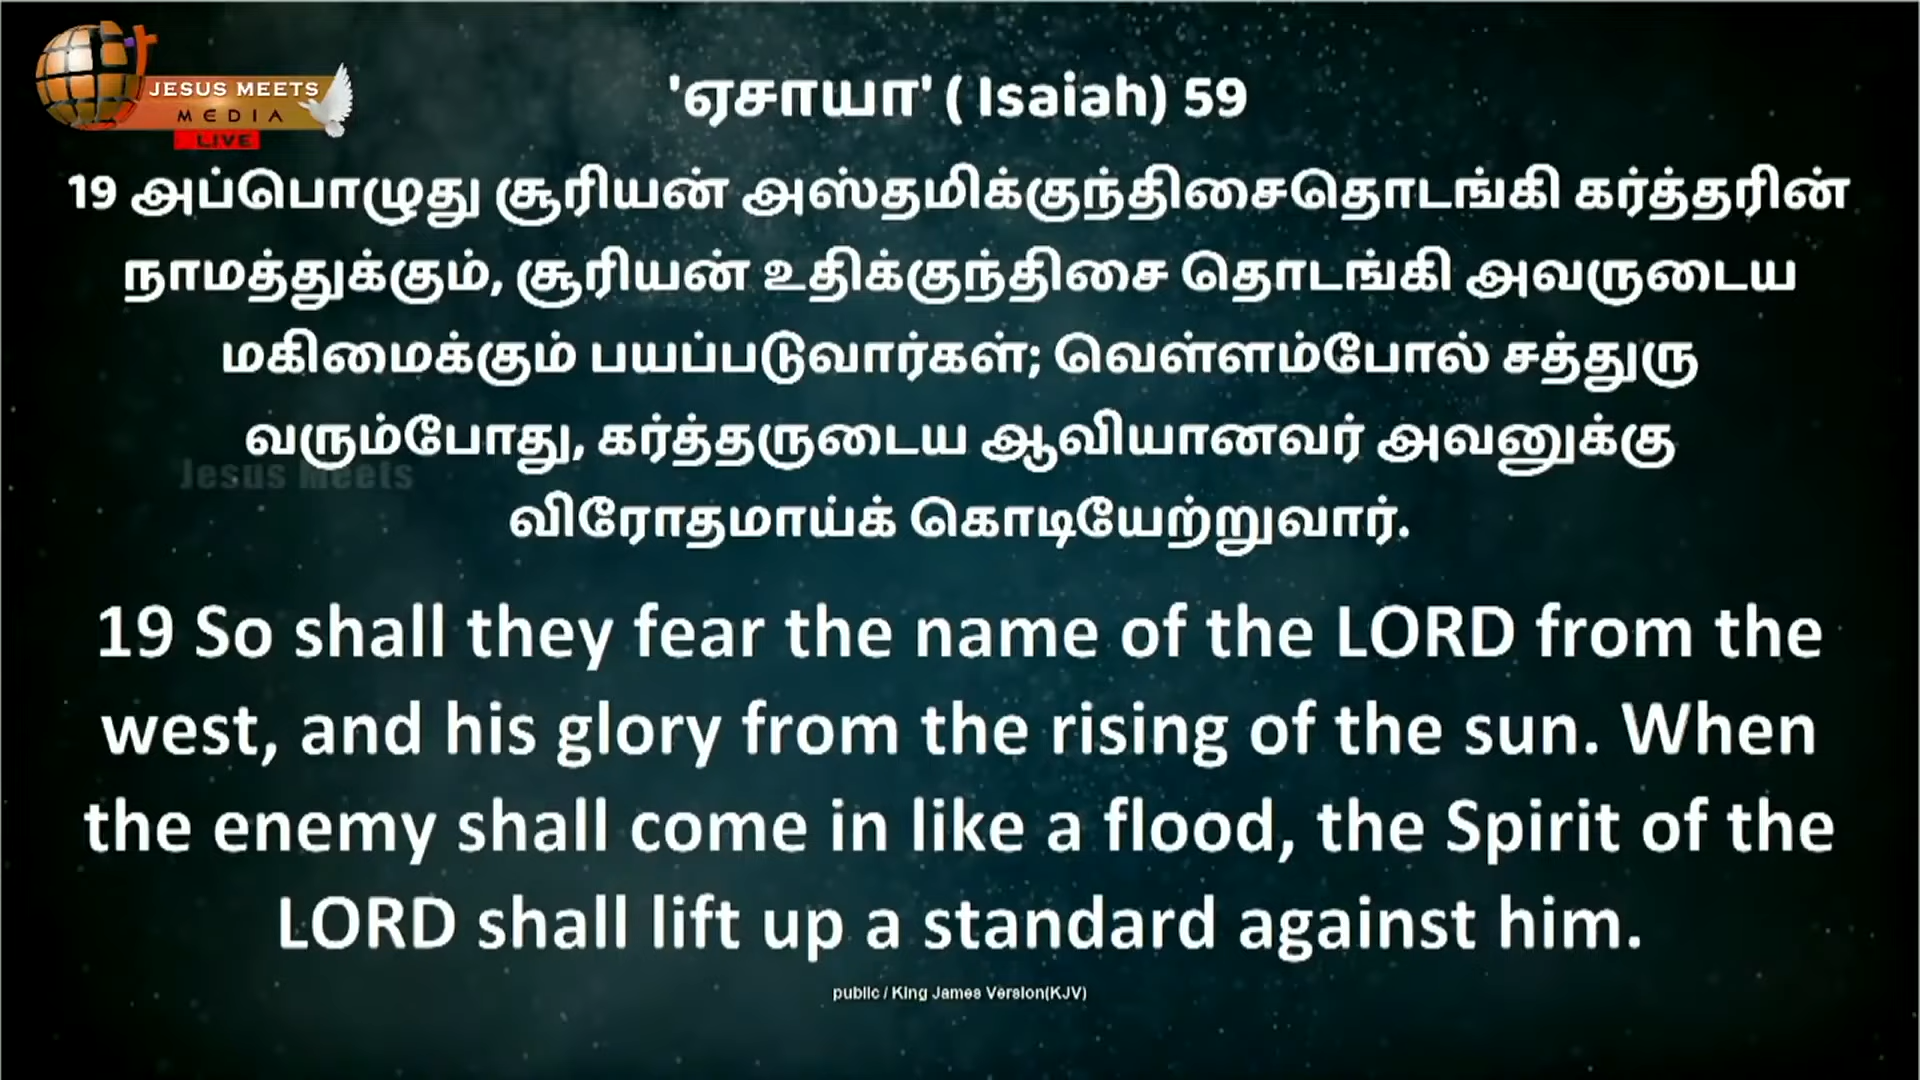 JESUS MEETS
MEDIA
LIVE
'ஏசாயா' ( Isaiah) 59
19 அப்பொழுது சூரியன் அஸ்தமிக்குந்திசைதொடங்கி கர்த்தரின்
நாமத்துக்கும், சூரியன் உதிக்குந்திசை தொடங்கி அவருடைய
மகிமைக்கும் பயப்படுவார்கள்; வெள்ளம்போல் சத்துரு
வரும்போது, கர்த்தருடைய ஆவியானவர் அவனுக்கு
Jesus Meets
விரோதமாய்க் கொடியேற்றுவார்.
19 So shall they fear the name of the LORD from the
west, and his glory from the rising of the sun. When
the enemy shall come in like a flood, the Spirit of the
LORD shall lift up a standard against him.
public / King James Version(KJV)